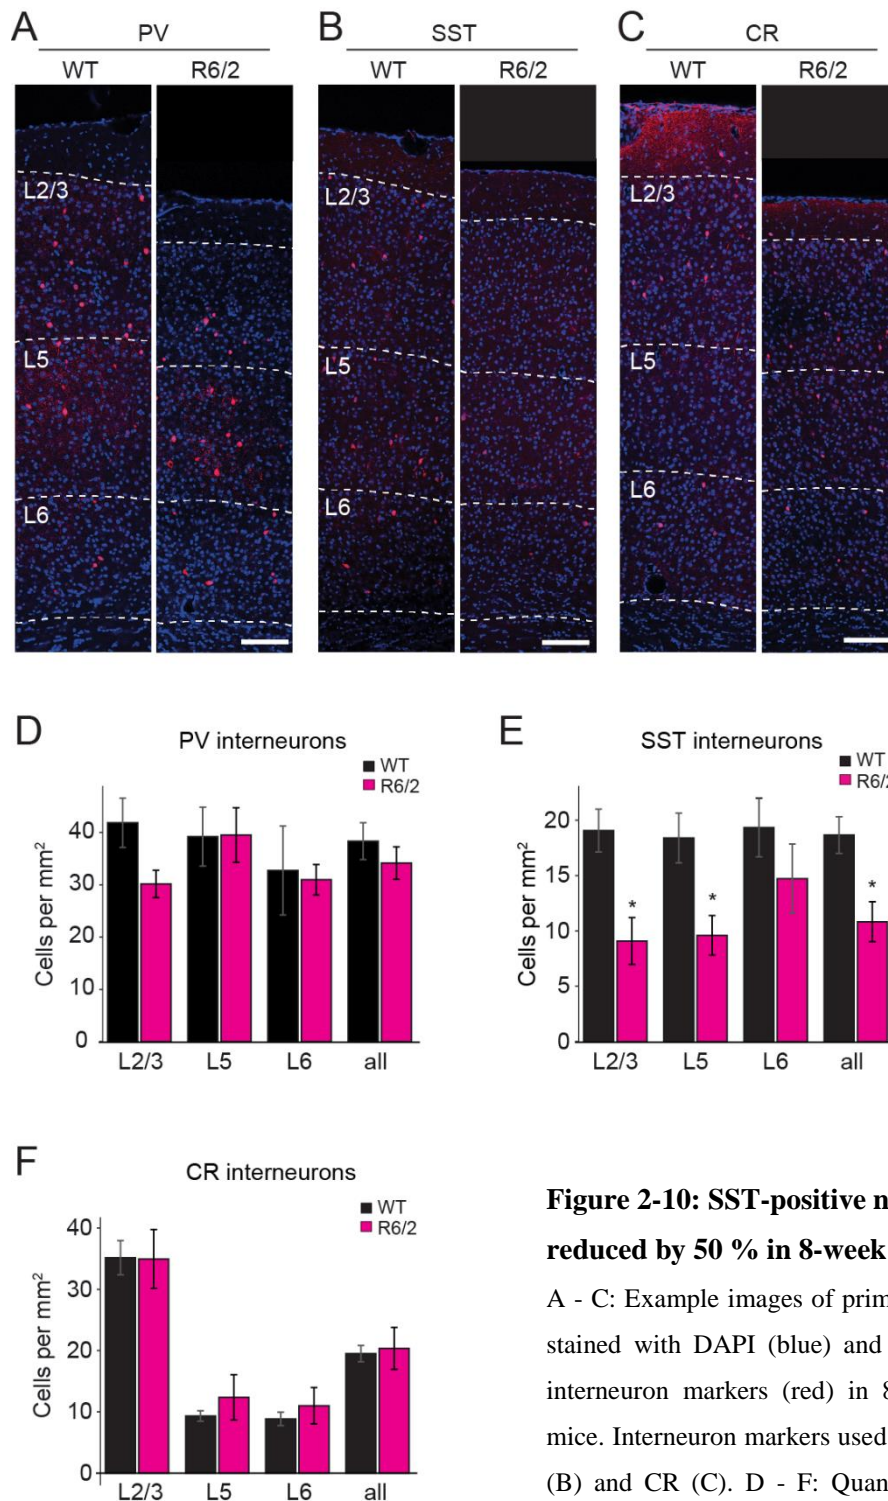 A B C
PV SST CR
WT R6/2 WT R6/2 WT R6/2
L2/3 L2/3 L2/3
L5 L5 L5
L6 L6 L6
D
PV interneurons
WT
R6/2
Cells per mm²
40
30
20
10
0
L2/3 L5 L6 all
E
SST interneurons
WT
Cells per mm²
20
15
10
5
0
* * *
L2/3 L5 L6 all
F
CR interneurons
WT
R6/2
Cells per mm²
40
30
20
10
0
L2/3 L5 L6 all
Figure 2-10: SST-positive
reduced by 50 % in 8-week
A - C: Example images of
stained with DAPI (blue) and
interneuron markers (red) in 8
mice. Interneuron markers used
(B) and CR (C). D - F: